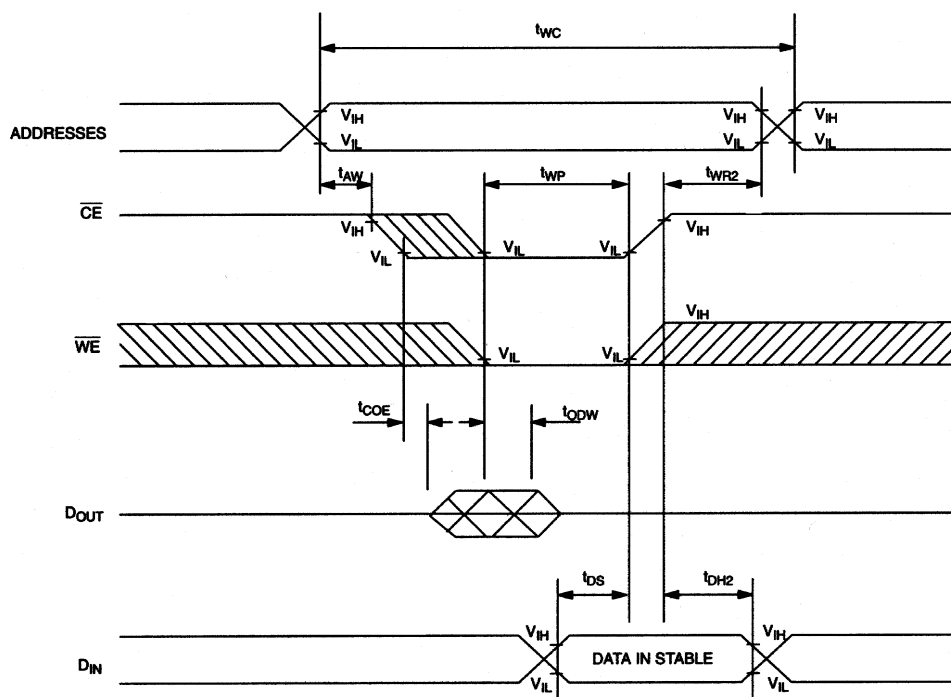 tWC
ADDRESSES
VIH VIH VIH
VIL VIL VIL
tAW tWP tWR2
CE
VIH VIH
VIL VIL VIL
VIH
WE
VIL VIL
tCOE tODW
DOUT
tDS tDH2
VIH VIH
DIN DATA IN STABLE
VIL VIL